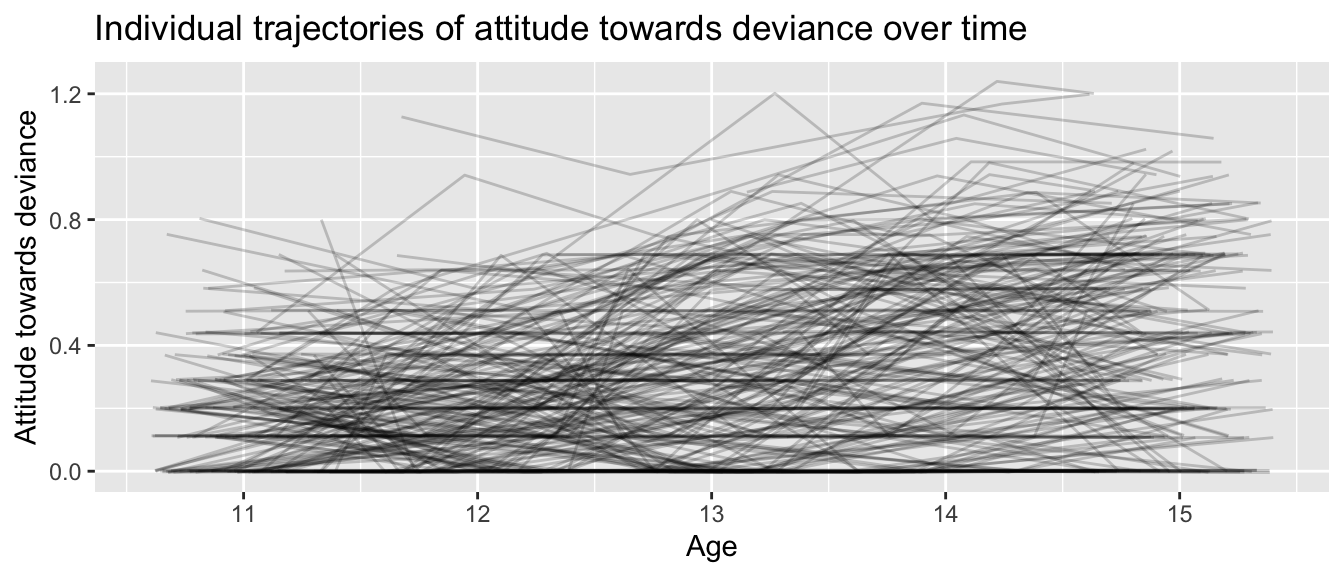 Individual trajectories of attitude towards deviance over time
Attitude towards deviance
1.2
0.8
0.4
0.0
11 12 13 14 15
Age